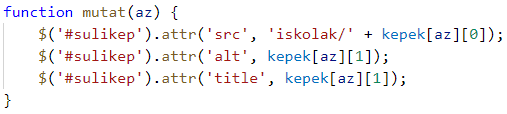 function mutat(az) {
    $('#sulikep').attr('src', 'iskolak/' + kepek[az][0]);
    $('#sulikep').attr('alt', kepek[az][1]);
    $('#sulikep').attr('title', kepek[az][1]);
}